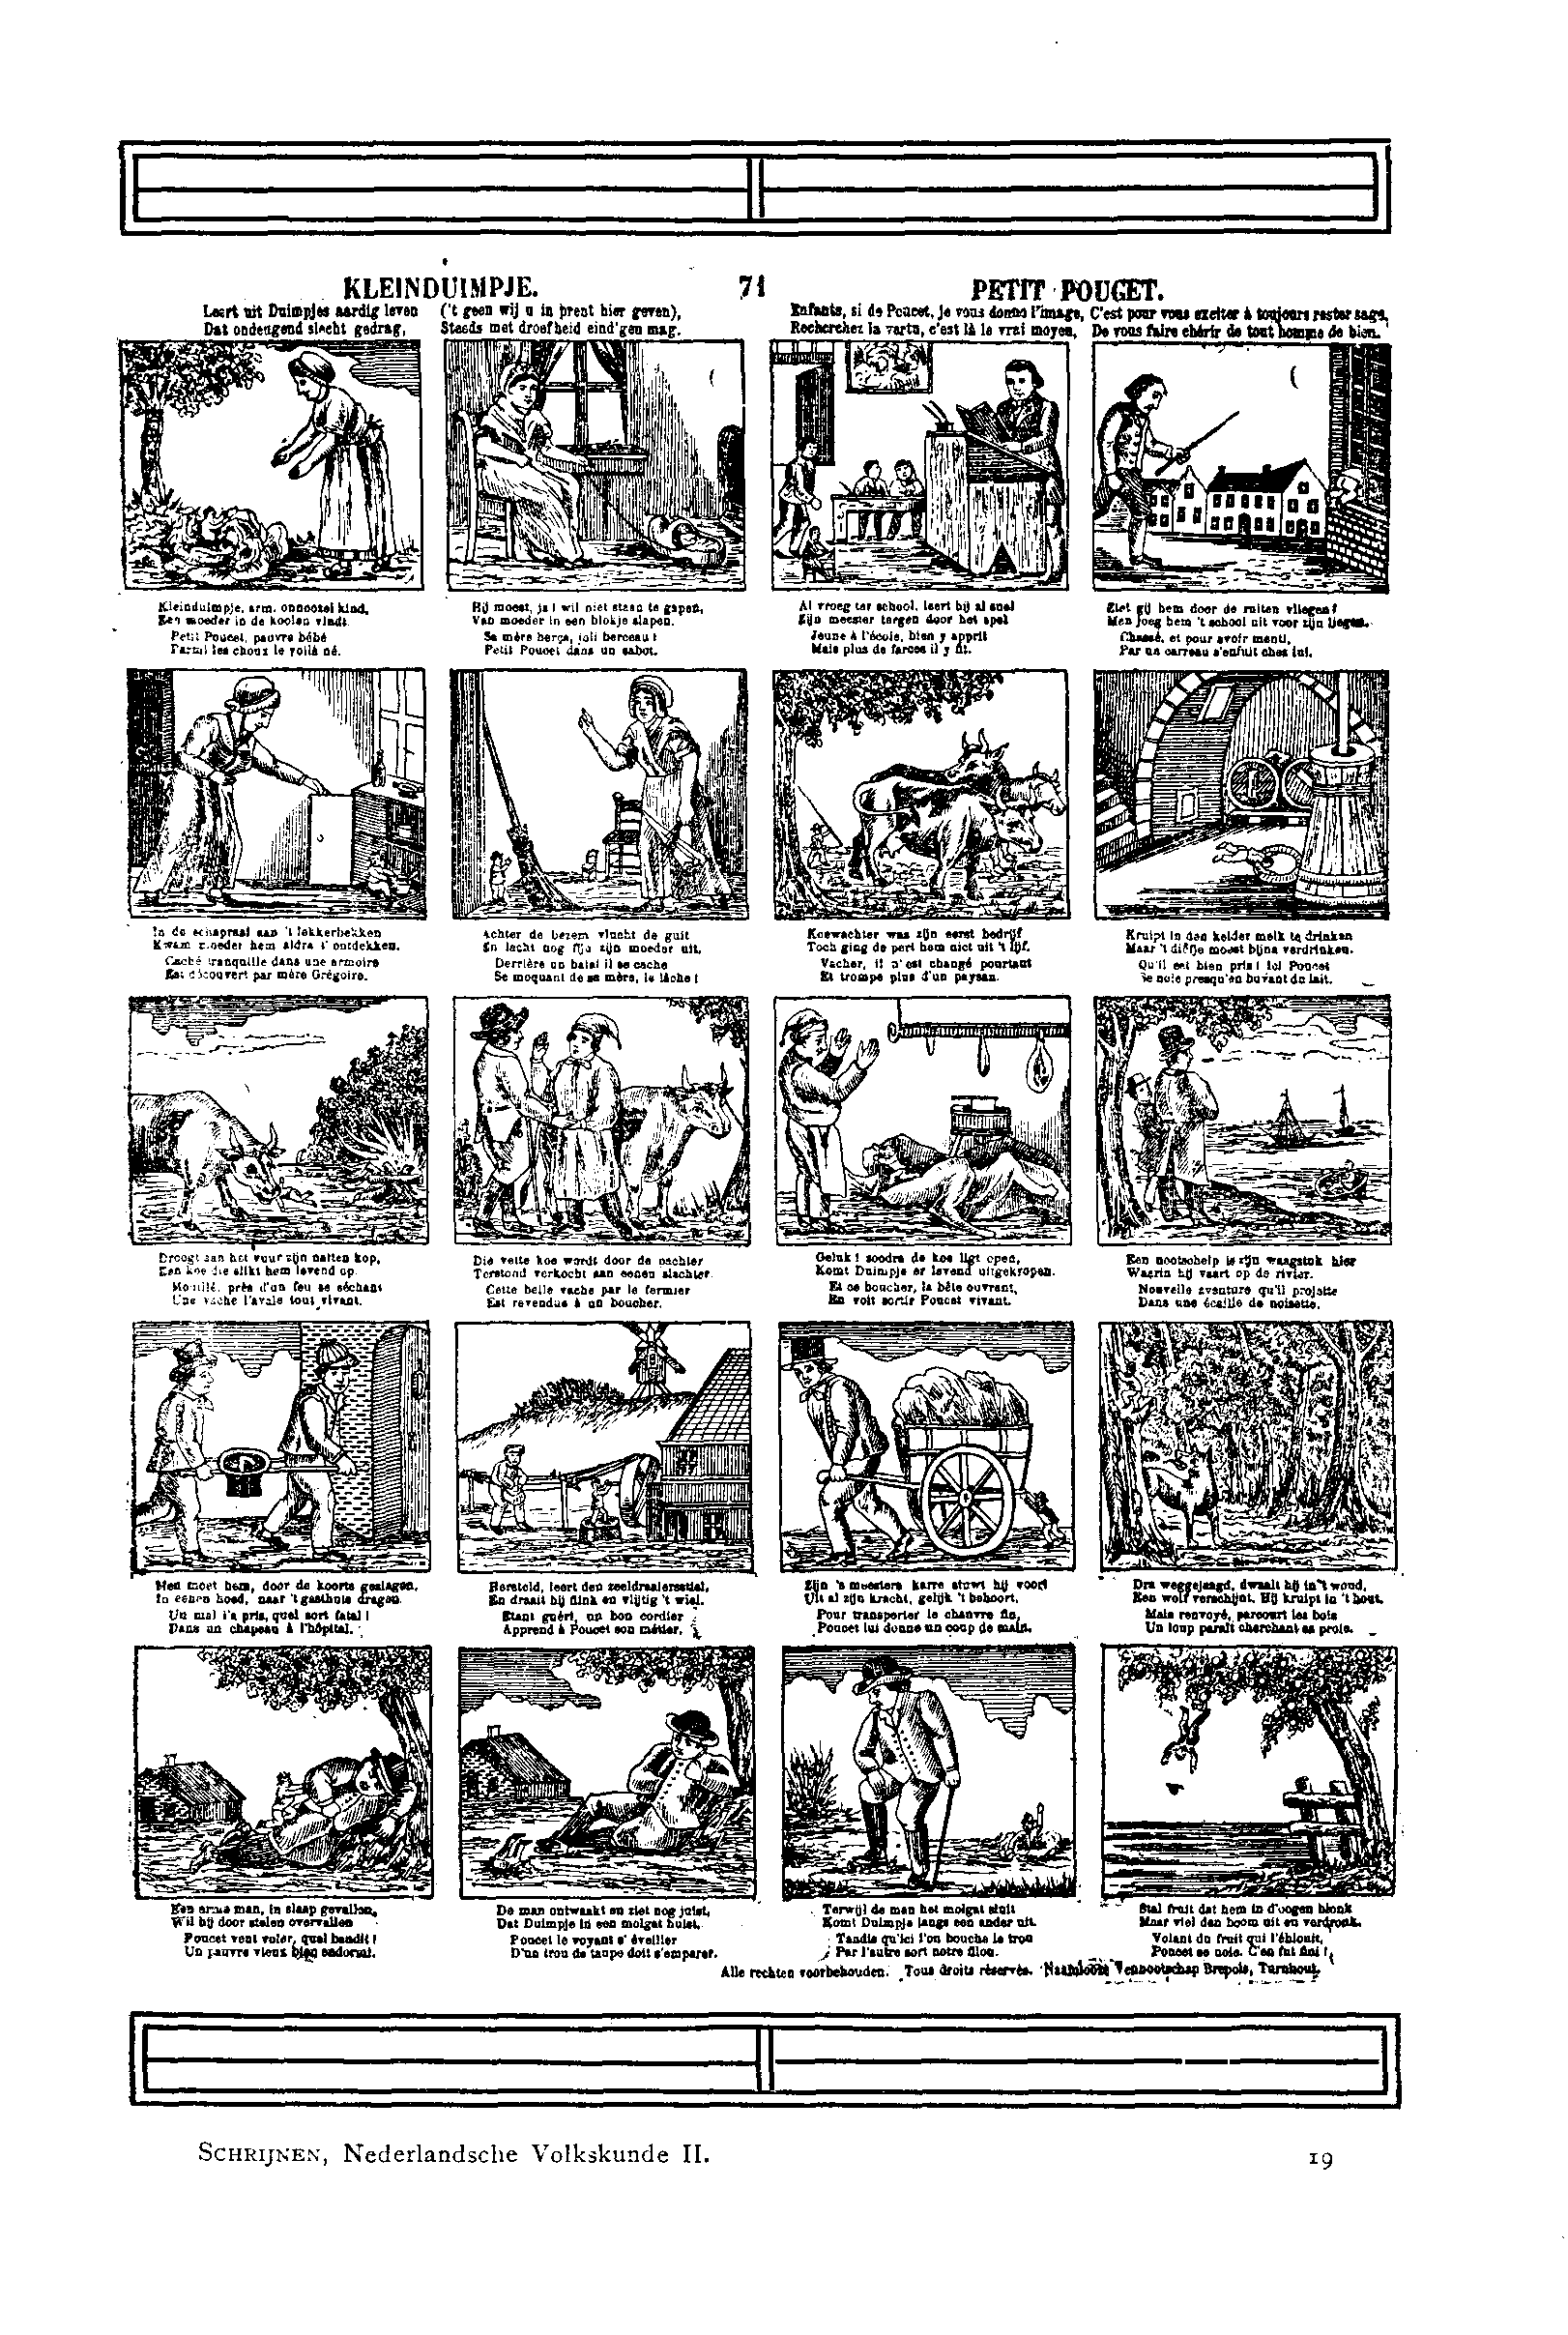 KLEINDUIMPJE. 71 PETIT POUCET.
Leert uit Duimpjes aardig leven ('t geen wij u in prent hier geven),
Dat ondeugend slecht gedrag, Steeds met droefheid eind'gen mag.
Enfants, si de Poucet, je vous donne l'image, C'est pour vous exciter à toujours rester sage,
Recherchez la vertu, c'est là le vrai moyen, De vous faire chérir de tout homme de bien.
Kleinduimpje, arm, onnoozel kind,
Een moeder in de koolen vindt.
Petit Poucet, pauvre bébé
Parmi les choux le voilà né.
Hij moest, ja! wil niet staan te gapen,
Van moeder in een blokje slapen.
Sa mère berça, joli berceau!
Petit Poucet dans un sabot.
Al vroeg ter school, leert hij al snel
Zijn meester tergen door het spel
Jeune à l'école, bien y apprit
Mais plus de farces il y fit.
Ziet gij hem door de ruiten vliegen?
Men joeg hem 't school uit voor zijn liegen.
Chassé, et pour avoir menti,
Par un carreau s'enfuit chez lui.
In de schapraai aan 't lekkerbekken
Kwam moeder hem aldra t' ontdekken.
Caché tranquille dans une armoire
Est découvert par mère Grégoire.
Achter de bezem vlucht de guit
En lacht nog fijn zijn moeder uit.
Derrière un balai il se cache
Se moquant de sa mère, le lâche!
Koewachter was zijn eerst bedrijf
Toch ging de pert hem niet uit 't lijf.
Vacher, il n'est changé pourtant
Et trompe plus d'un paysan.
Kruipt in den kelder melk te drinken
Maar 't diefje moest bijna verdrinken.
Qu'il est bien pris! ici Poucet
Se noie presqu'en buvant du lait.
Droogt aan het vuur zijn natten kop,
Een koe die slikt hem levend op.
Mouillé, près d'un feu se séchant
Une vache l'avale tout vivant.
Die vette koe wordt door de pachter
Terstond verkocht aan eenen slachter.
Cette belle vache par le fermier
Est revendue à un boucher.
Geluk! zoodra de koe ligt open,
Komt Duimpje er levend uitgekropen.
Et ce boucher, la bête ouvrant,
En voit sortir Poucet vivant.
Een nootschelp is zijn waagstuk hier
Waarin hij vaart op de rivier.
Nouvelle aventure qu'il projette
Dans une écaille de noisette.
Men moet hem, door de koorts geslagen,
In eenen hoed, naar 't gasthuis dragen.
Un mal l'a pris, quel sort fatal!
Dans un chapeau à l'hôpital.
Hersteld, leert den zeeldraaiersstiel,
En draait hij flink en vlijtig 't wiel.
Etant guéri, un bon cordier
Apprend à Poucet son métier.
Zijn 's meesters karre stuwt hij voort
Uit al zijn kracht, gelijk 't behoort.
Pour transporter le chanvre fin,
Poucet lui donne un coup de main.
Dra weggejaagd, dwaalt hij in 't woud,
Een wolf verschijnt. Hij kruipt in 't hout.
Mais renvoyé, parcourt les bois
Un loup paraît cherchant sa proie.
Een arme man, in slaap gevallen,
Wil hij door stelen overvallen
Poucet veut voler, quel bandit!
Un pauvre vieux bien endormi.
De man ontwaakt en ziet nog juist,
Dat Duimpje in een molgat huist.
Poucet le voyant s' éveiller
D'un trou de taupe doit s'emparer.
Terwijl de man het molgat sluit
Komt Duimpje langs een ander uit.
Tandis qu'ici l'on bouche le trou
Par l'autre sort notre filou.
Stal fruit dat hem in d'oogen blonk
Maar viel den boom uit en verdronk.
Volant du fruit qui l'éblouit,
Poucet se noie. C'en fut fini!
Alle rechten voorbehouden. Tous droits réservés. Naamlooze Vennootschap Brepols, Turnhout.
SCHRIJNEN, Nederlandsche Volkskunde II. 19